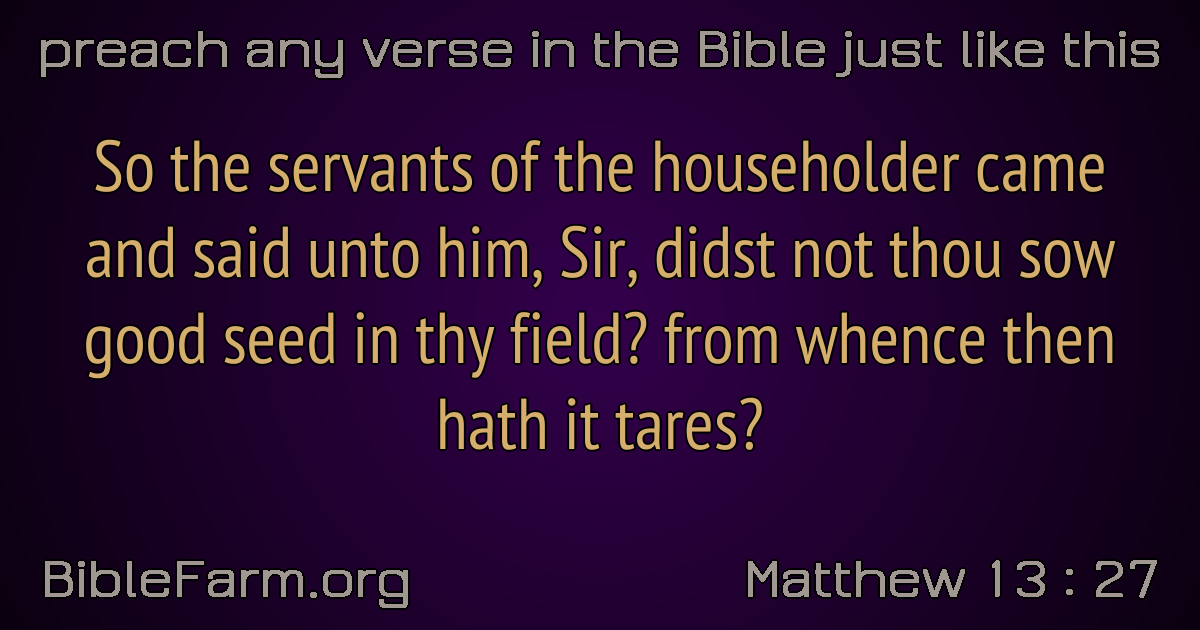 preach any verse in the Bible just like this
So the servants of the householder came
and said unto him, Sir, didst not thou sow
good seed in thy field? from whence then
hath it tares?
BibleFarm.org
Matthew 13 : 27